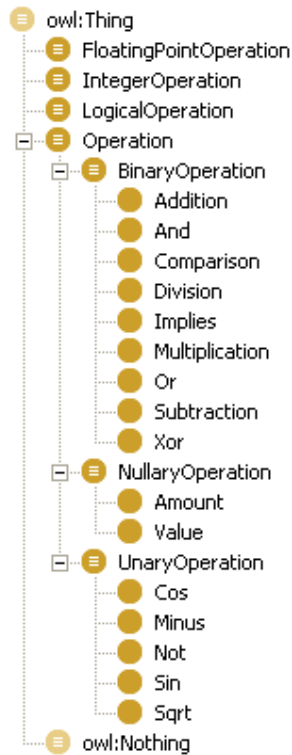 owl:Thing
FloatingPointOperation
IntegerOperation
LogicalOperation
Operation
BinaryOperation
Addition
And
Comparison
Division
Implies
Multiplication
Or
Subtraction
Xor
NullaryOperation
Amount
Value
UnaryOperation
Cos
Minus
Not
Sin
Sqrt
owl:Nothing